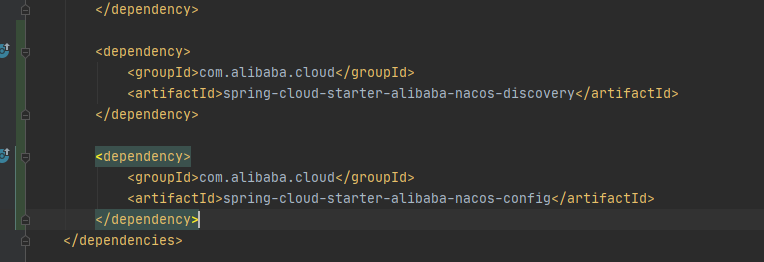 </dependency>
<dependency>
<groupId>com.alibaba.cloud</groupId>
<artifactId>spring-cloud-starter-alibaba-nacos-discovery</artifactId>
</dependency>
<dependency>
<groupId>com.alibaba.cloud</groupId>
<artifactId>spring-cloud-starter-alibaba-nacos-config</artifactId>
</dependency>
</dependencies>